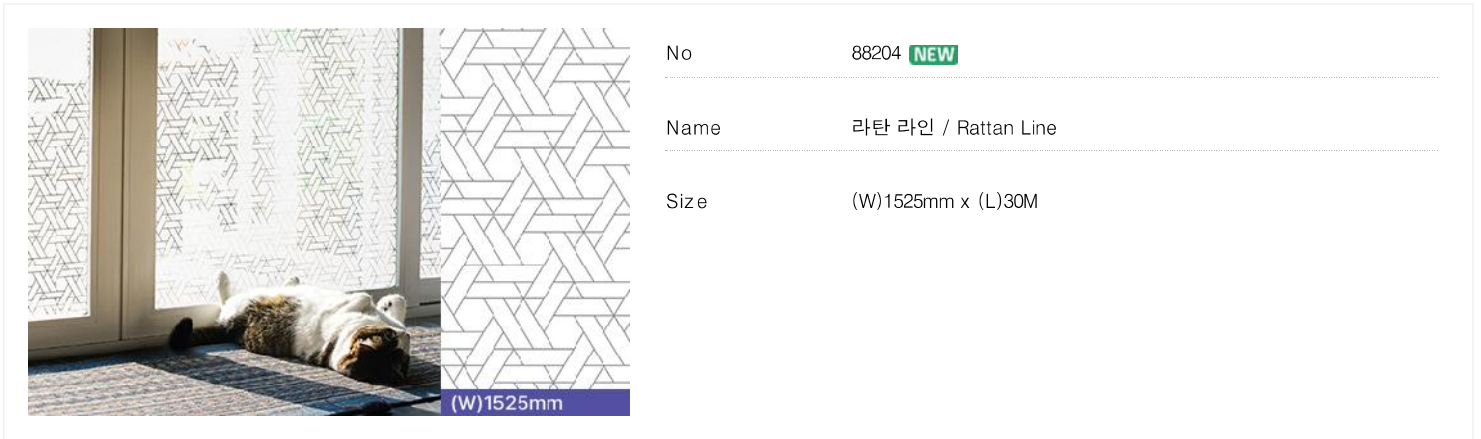 No 88204 NEW
Name 라탄 라인 / Rattan Line
Size (W)1525mm x (L)30M
(W)1525mm